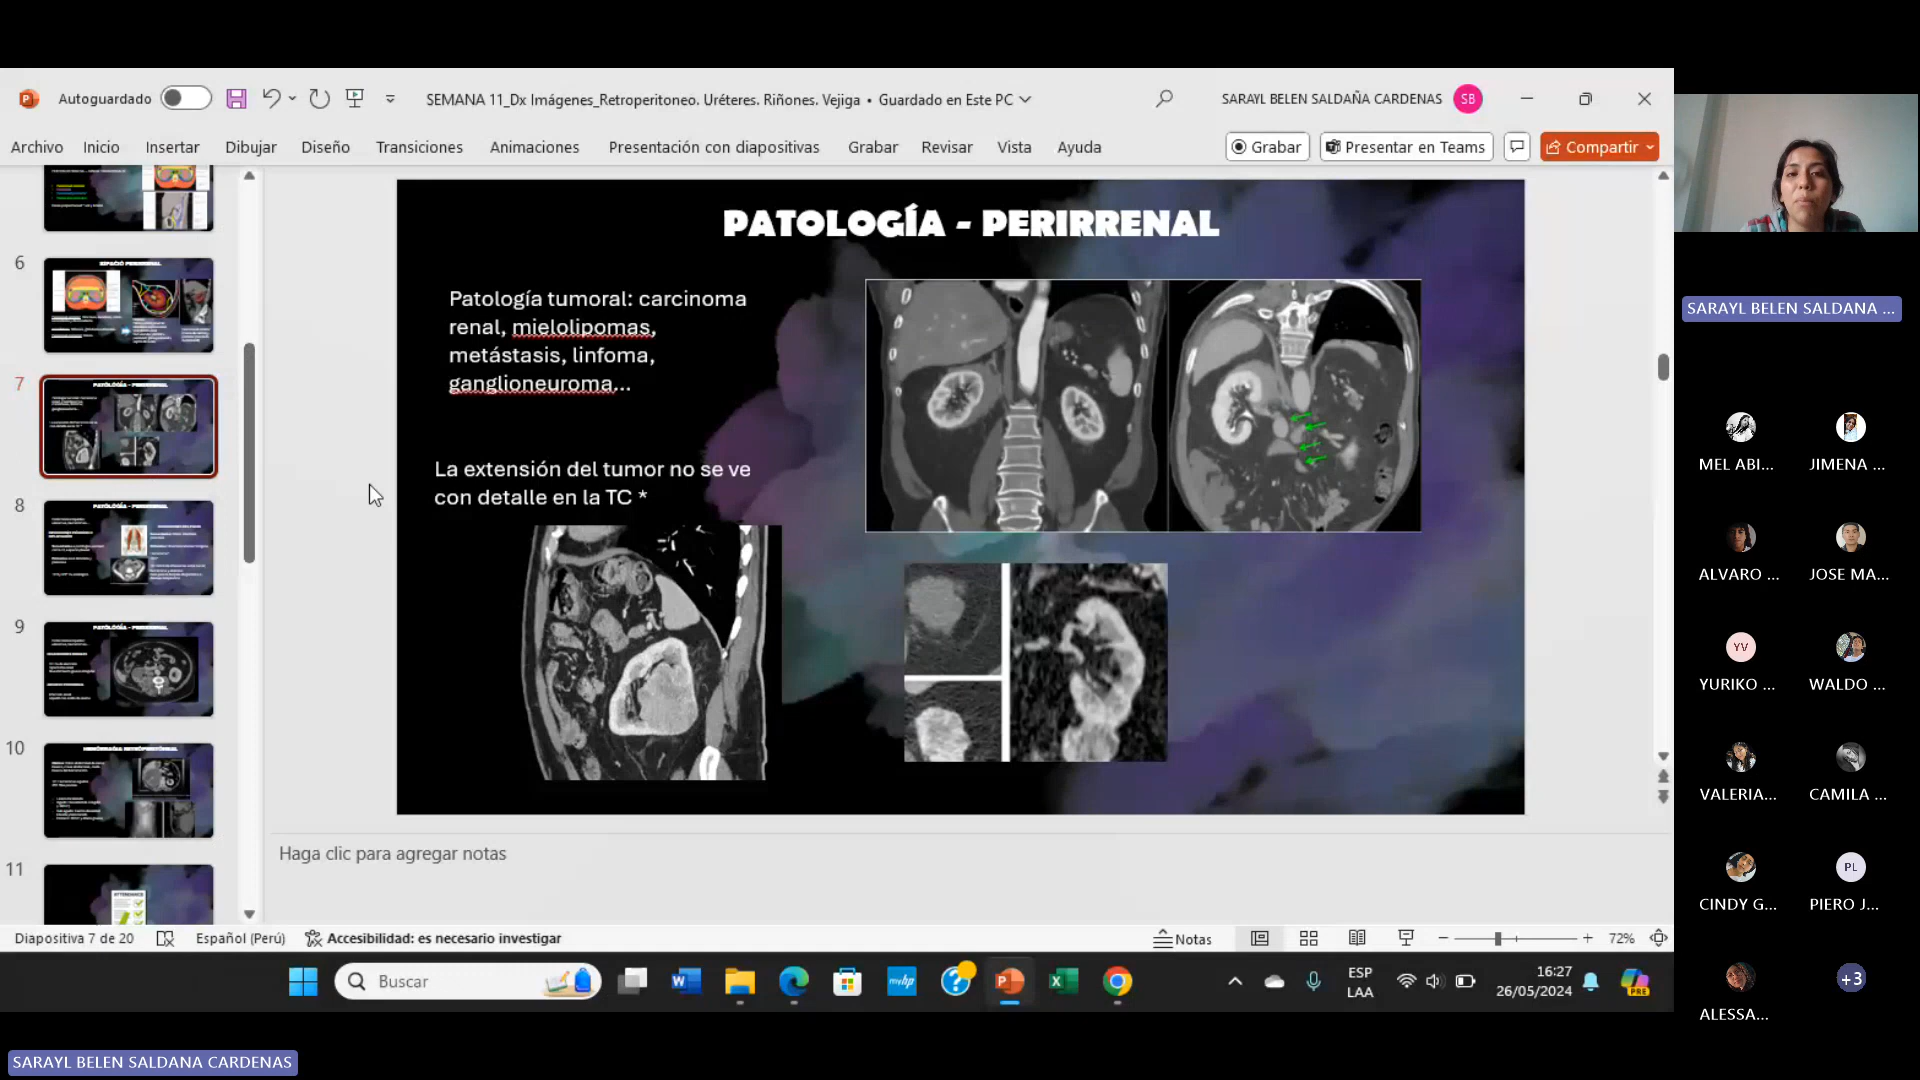 Autoguardado
SEMANA 11_Dx Imágenes_Retroperitoneo. Uréteres. Riñones. Vejiga • Guardado en Este PC
SARAYL BELEN SALDAÑA CARDENAS
SB
Archivo Inicio Insertar Dibujar Diseño Transiciones Animaciones Presentación con diapositivas Grabar Revisar Vista Ayuda
Grabar
Presentar en Teams
Compartir
6
7
8
9
10
11
PATOLOGÍA - PERIRRENAL
Patología tumoral: carcinoma
renal, mielolipomas,
metástasis, linfoma,
ganglioneuroma...
La extensión del tumor no se ve
con detalle en la TC *
Haga clic para agregar notas
Diapositiva 7 de 20
Español (Perú)
Accesibilidad: es necesario investigar
Notas
72%
Buscar
ESP
LAA
16:27
26/05/2024
PRE
SARAYL BELEN SALDANA ...
MEL ABI...
JIMENA ...
ALVARO ...
JOSE MA...
YV
YURIKO ...
WALDO ...
VALERIA...
CAMILA ...
CINDY G...
PL
PIERO J...
ALESSA...
+3
SARAYL BELEN SALDANA CARDENAS